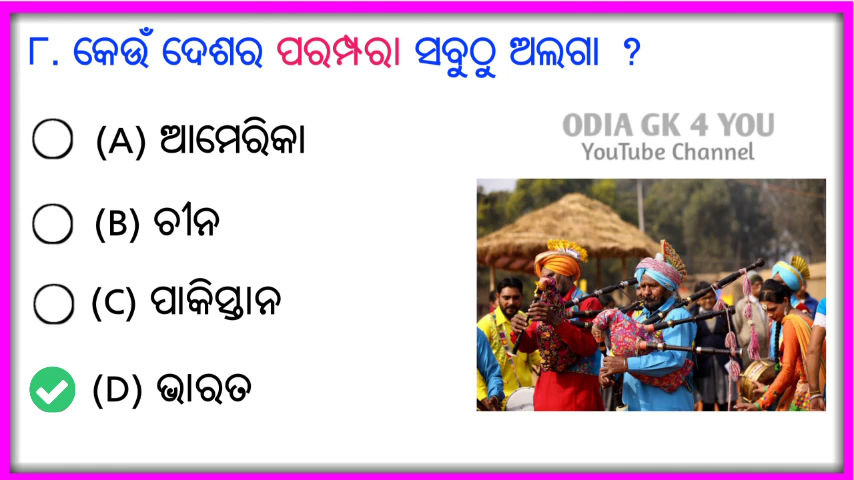 ୮. କେଉଁ ଦେଶର ପରମ୍ପରା ସବୁଠୁ ଅଲଗା ?
(A) ଆମେରିକା
ODIA GK 4 YOU
YouTube Channel
(B) ଚୀନ
(C) ପାକିସ୍ତାନ
(D) ଭାରତ